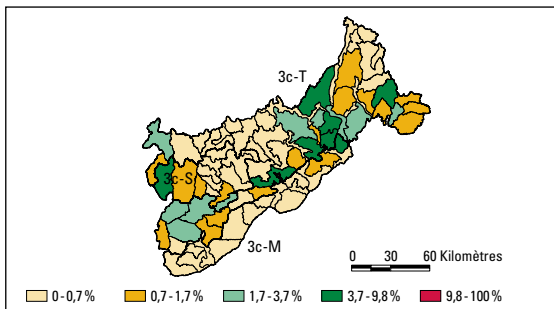 3c-T
3c-S
3c-M
0 30 60 Kilomètres
0 - 0,7 % 0,7 - 1,7 % 1,7 - 3,7 % 3,7 - 9,8 % 9,8 - 100 %